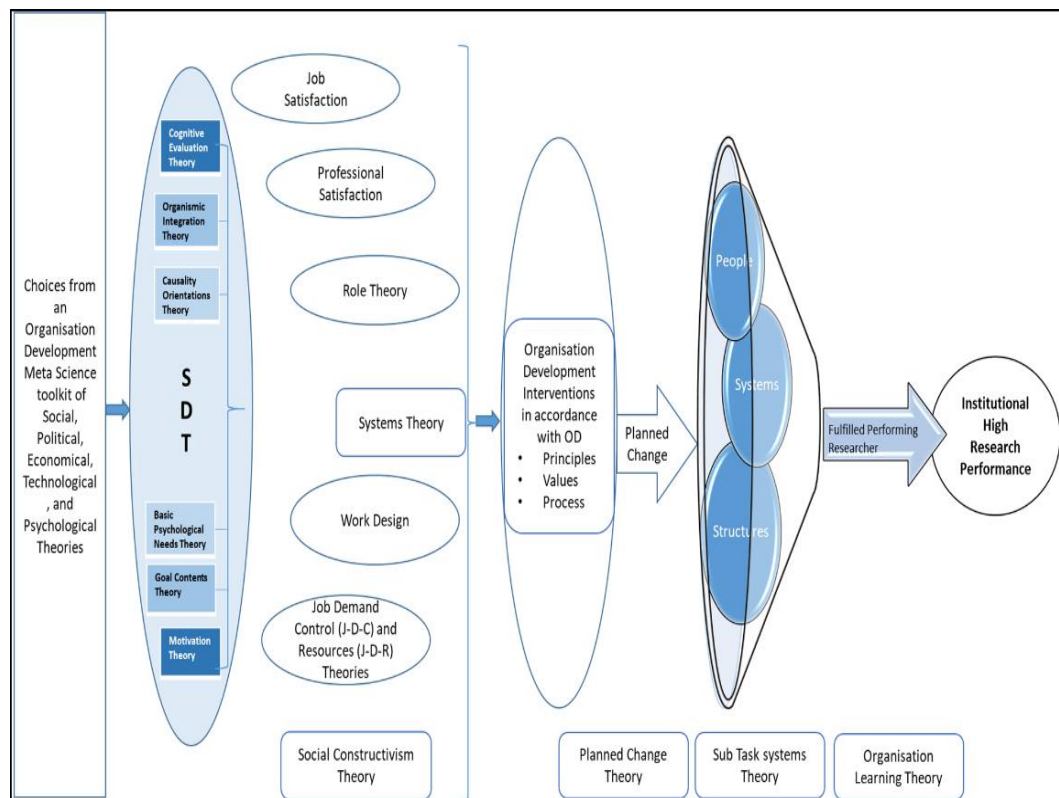 Choices from
an
Organisation
Development
Meta Science
toolkit of
Social,
Political,
Economical,
Technological
, and
Psychological
Theories
Cognitive
Evaluation
Theory
Organismic
Integration
Theory
Causality
Orientations
Theory
S
D
T
Basic
Psychological
Needs Theory
Goal Contents
Theory
Motivation
Theory
Job
Satisfaction
Professional
Satisfaction
Role Theory
Systems Theory
Work Design
Job Demand
Control (J-D-C) and
Resources (J-D-R)
Theories
Social Constructivism
Theory
Organisation
Development
Interventions
in accordance
with OD
• Principles
• Values
• Process
Planned
Change
People
Systems
Structures
Fulfilled Performing
Researcher
Institutional
High
Research
Performance
Planned Change
Theory
Sub Task systems
Theory
Organisation
Learning Theory